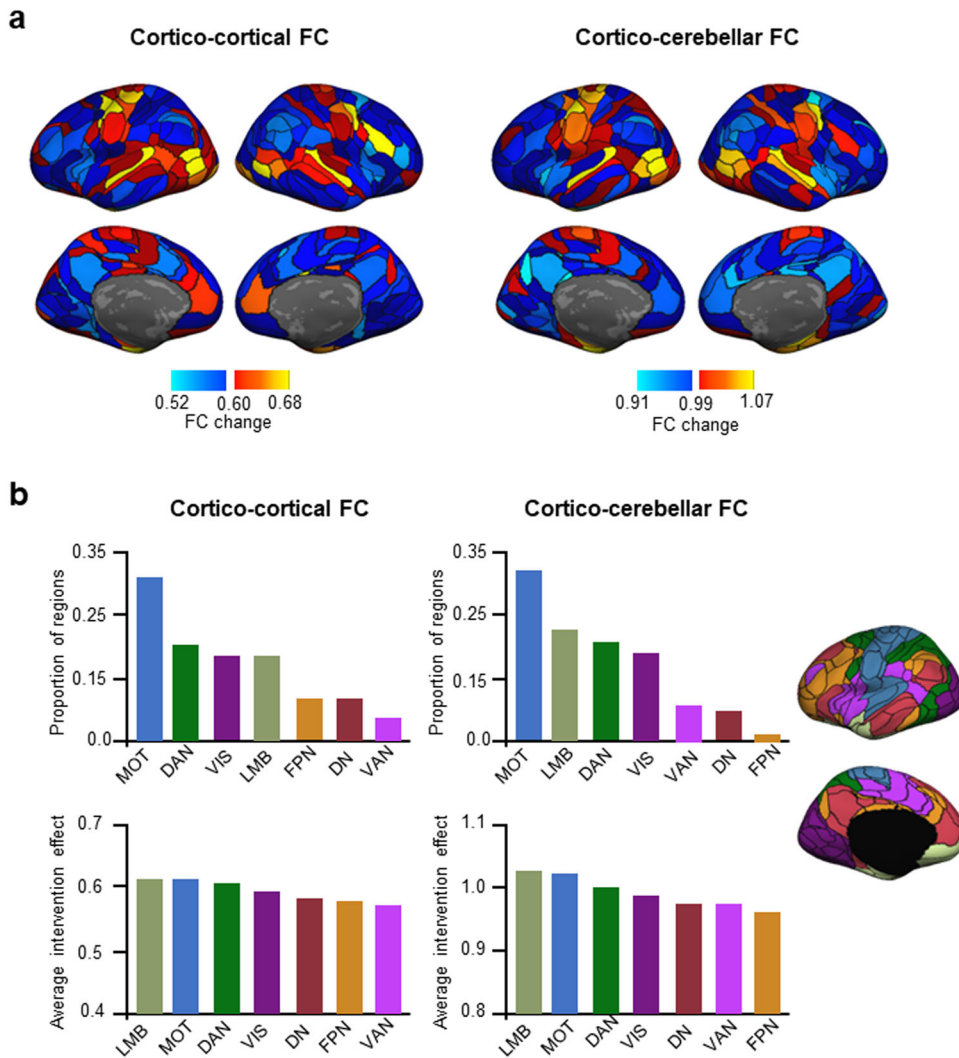 a
Cortico-cortical FC
Cortico-cerebellar FC
0.52 0.60 0.68
FC change
0.91 0.99 1.07
FC change
b
Cortico-cortical FC
Cortico-cerebellar FC
Proportion of regions
0.35
0.25
0.15
0.0
MOT DAN VIS LMB FPN DN VAN
Proportion of regions
0.35
0.25
0.15
0.0
MOT LMB DAN VIS VAN DN FPN
Average intervention effect
0.7
0.6
0.5
0.4
LMB MOT DAN VIS DN FPN VAN
Average intervention effect
1.1
1.0
0.9
0.8
LMB MOT DAN VIS DN VAN FPN